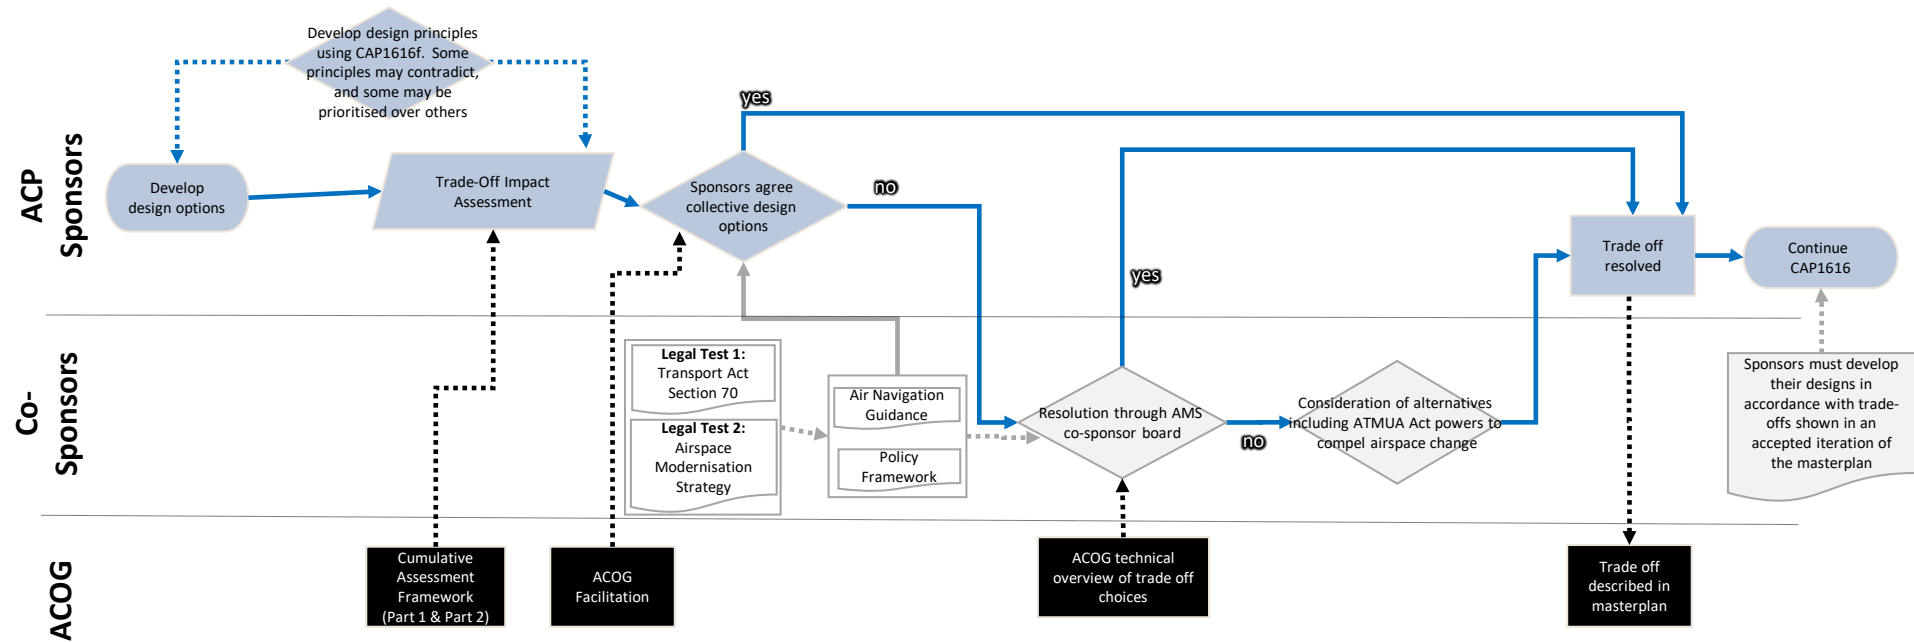 Develop design principles
using CAP1616f. Some
principles may contradict,
and some may be
prioritised over others
yes
ACP
Sponsors
Develop
design options
Trade-Off Impact
Assessment
Sponsors agree
collective design
options
no
yes
Trade off
resolved
Continue
CAP1616
Co-
Sponsors
Legal Test 1:
Transport Act
Section 70
Legal Test 2:
Airspace
Modernisation
Strategy
Air Navigation
Guidance
Policy
Framework
Resolution through AMS
co-sponsor board
no
Consideration of alternatives
including ATMUA Act powers to
compel airspace change
Sponsors must develop
their designs in
accordance with trade-
offs shown in an
accepted iteration of
the masterplan
ACOG
Cumulative
Assessment
Framework
(Part 1 & Part 2)
ACOG
Facilitation
ACOG technical
overview of trade off
choices
Trade off
described in
masterplan